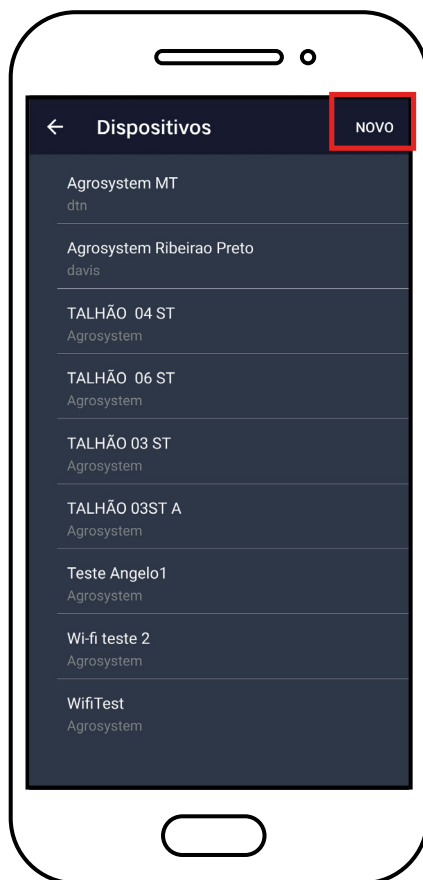 Dispositivos NOVO
Agrosystem MT
dtn
Agrosystem Ribeirao Preto
davis
TALHÃO 04 ST
Agrosystem
TALHÃO 06 ST
Agrosystem
TALHÃO 03 ST
Agrosystem
TALHÃO 03ST A
Agrosystem
Teste Angelo1
Agrosystem
Wi-fi teste 2
Agrosystem
WifiTest
Agrosystem